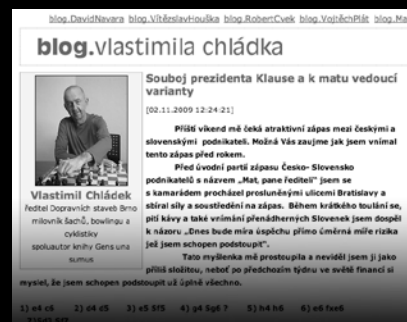 blog.DavidNavara blog.VítězslavHouška blog.RobertCvek blog.VojtěchPlát blog.Ma
blog.vlastimila chládka
Souboj prezidenta Klause a k matu vedoucí
varianty
[02.11.2009 12:24:21]
Příští víkend mě čeká atraktivní zápas mezi českými a
slovenskými podnikateli. Možná Vás zaujme jak jsem vnímal
tento zápas před rokem.
Před úvodní partií zápasu Česko- Slovensko
podnikatelů s názvem „Mat, pane řediteli" jsem se
s kamarádem procházel prosluněnými ulicemi Bratislavy a
sbíral síly a soustředění na zápas. Během krátkého toulání se,
pití kávy a také vnímání přenádherných Slovenek jsem dospěl
k názoru „Dnes bude míra úspěchu přímo úměrná míře rizika
jež jsem schopen podstoupit".
Tato myšlenka mě prostoupila a neviděl jsem ji jako
příliš složitou, neboť po předchozím týdnu ve světě financí si
myslel, že jsem schopen podstoupit už úplně všechno.
Vlastimil Chládek
ředitel Dopravních staveb Brno
milovník šachů, bowlingu a
cyklistiky
spoluautor knihy Gens una
sumus
1) e4 c6 2) d4 d5 3) e5 Sf5 4) g4 Sg6 ? 5) h4 h6 6) e6 fxe6